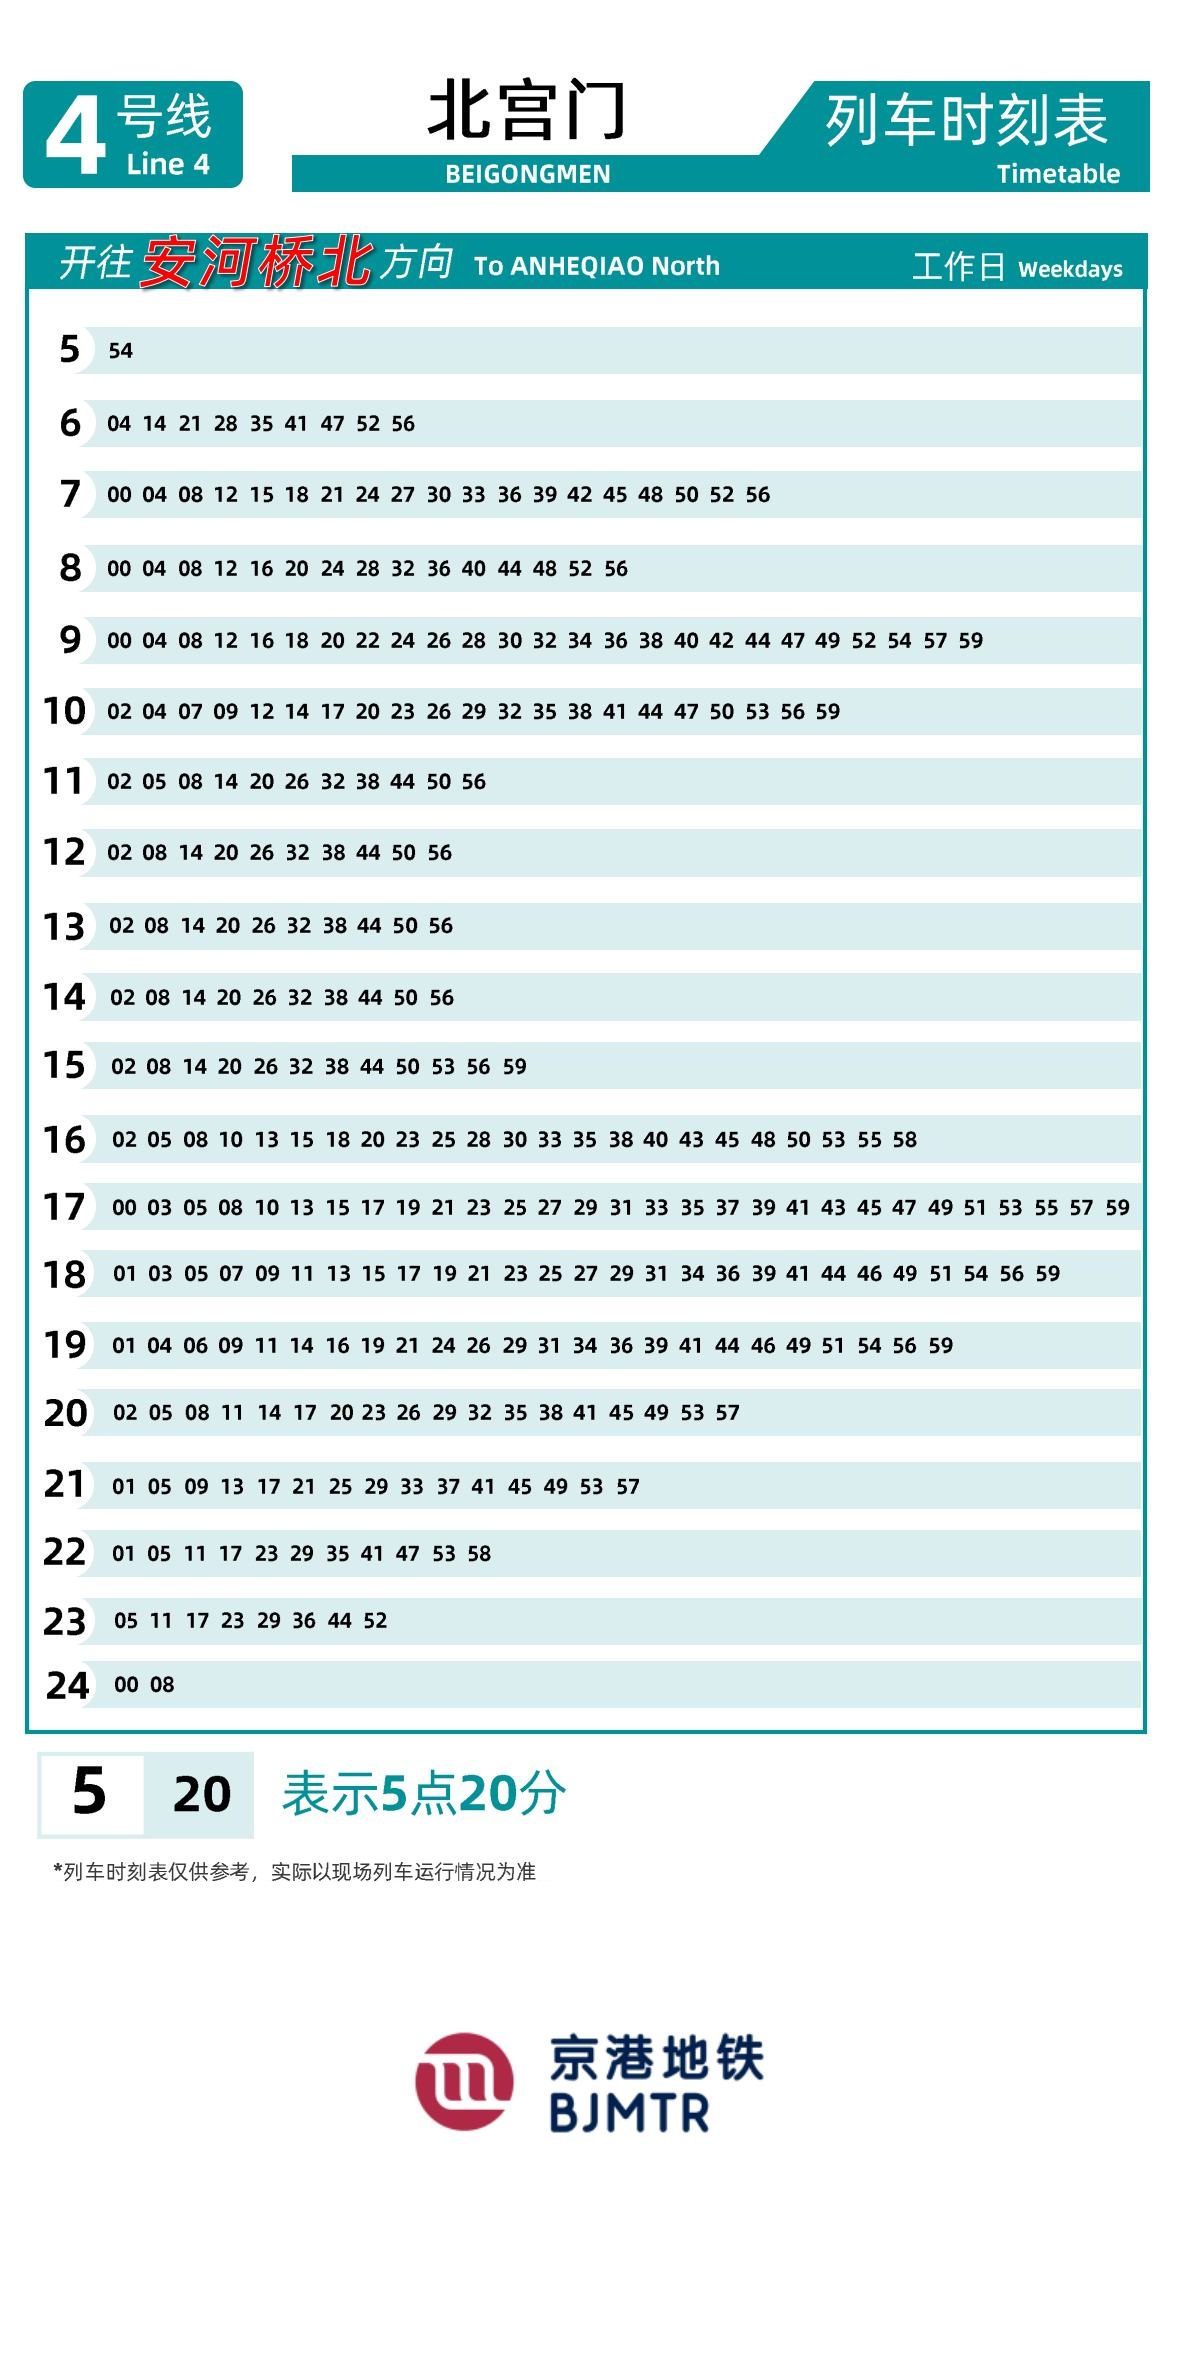 4 号线
Line 4
北宫门
BEIGONGMEN
列车时刻表
Timetable
开往 安河桥北 方向 To ANHEQIAO North 工作日 Weekdays
5 54
6 04 14 21 28 35 41 47 52 56
7 00 04 08 12 15 18 21 24 27 30 33 36 39 42 45 48 50 52 56
8 00 04 08 12 16 20 24 28 32 36 40 44 48 52 56
9 00 04 08 12 16 18 20 22 24 26 28 30 32 34 36 38 40 42 44 47 49 52 54 57 59
10 02 04 07 09 12 14 17 20 23 26 29 32 35 38 41 44 47 50 53 56 59
11 02 05 08 14 20 26 32 38 44 50 56
12 02 08 14 20 26 32 38 44 50 56
13 02 08 14 20 26 32 38 44 50 56
14 02 08 14 20 26 32 38 44 50 56
15 02 08 14 20 26 32 38 44 50 53 56 59
16 02 05 08 10 13 15 18 20 23 25 28 30 33 35 38 40 43 45 48 50 53 55 58
17 00 03 05 08 10 13 15 17 19 21 23 25 27 29 31 33 35 37 39 41 43 45 47 49 51 53 55 57 59
18 01 03 05 07 09 11 13 15 17 19 21 23 25 27 29 31 34 36 39 41 44 46 49 51 54 56 59
19 01 04 06 09 11 14 16 19 21 24 26 29 31 34 36 39 41 44 46 49 51 54 56 59
20 02 05 08 11 14 17 20 23 26 29 32 35 38 41 45 49 53 57
21 01 05 09 13 17 21 25 29 33 37 41 45 49 53 57
22 01 05 11 17 23 29 35 41 47 53 58
23 05 11 17 23 29 36 44 52
24 00 08
5 20 表示5点20分
*列车时刻表仅供参考，实际以现场列车运行情况为准
京港地铁
BJMTR